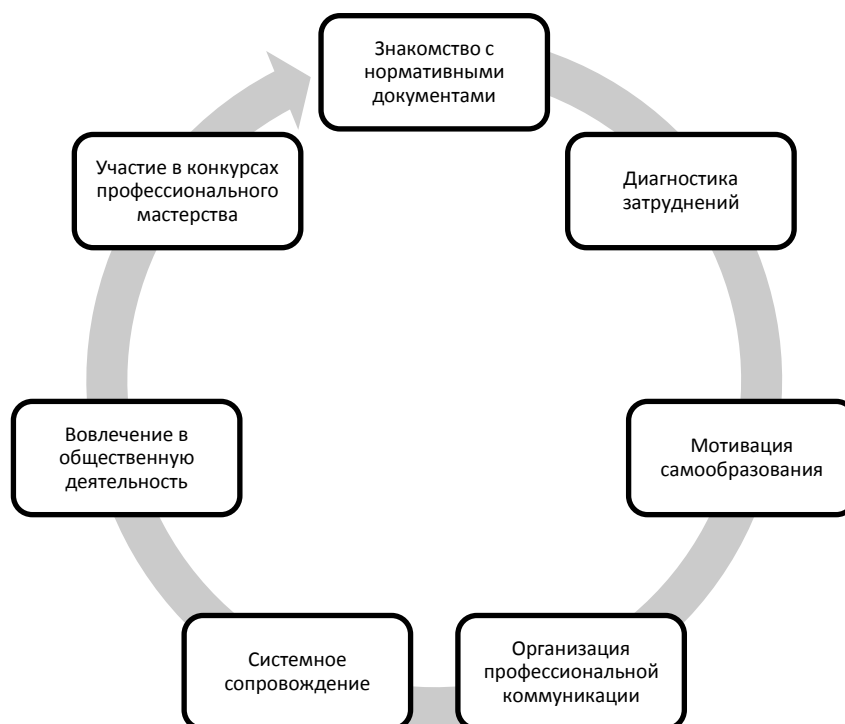 Знакомство с
нормативными
документами
Диагностика
затруднений
Мотивация
самообразования
Организация
профессиональной
коммуникации
Системное
сопровождение
Вовлечение в
общественную
деятельность
Участие в конкурсах
профессионального
мастерства